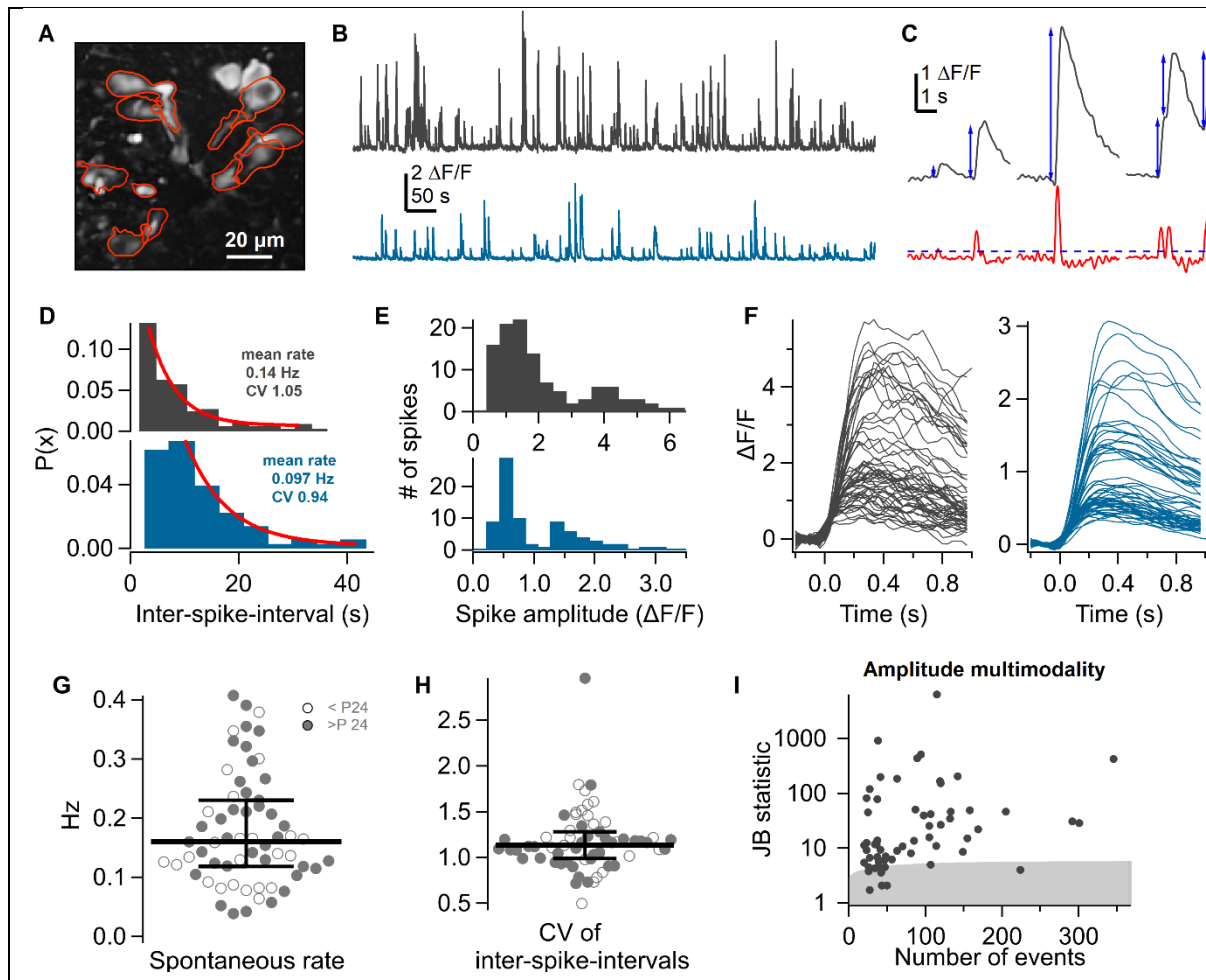 A
20 µm
B
2 ΔF/F
50 s
C
1 ΔF/F
1 s
D
P(x)
0.10
0.05
0.00
mean rate
0.14 Hz
CV 1.05
0.04
0.00
mean rate
0.097 Hz
CV 0.94
0 20 40
Inter-spike-interval (s)
E
# of spikes
20
10
0
0 2 4 6
20
10
0
0.0 1.0 2.0 3.0
Spike amplitude (ΔF/F)
F
ΔF/F
4
2
0
0.0 0.4 0.8
Time (s)
3
2
1
0
0.0 0.4 0.8
Time (s)
G
Hz
0.4
0.3
0.2
0.1
0.0
< P24
>P 24
Spontaneous rate
H
2.5
2.0
1.5
1.0
0.5
CV of
inter-spike-intervals
I
Amplitude multimodality
JB statistic
1000
100
10
1
0 100 200 300
Number of events